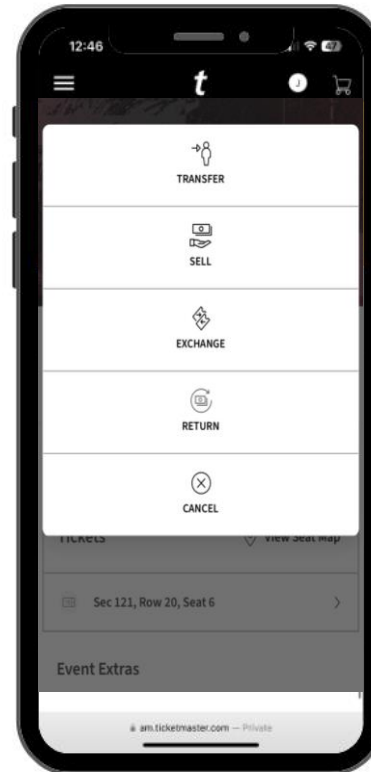 12:46
47
t
J
TRANSFER
SELL
EXCHANGE
RETURN
CANCEL
Tickets
View Seat Map
Sec 121, Row 20, Seat 6
Event Extras
am.ticketmaster.com — Private